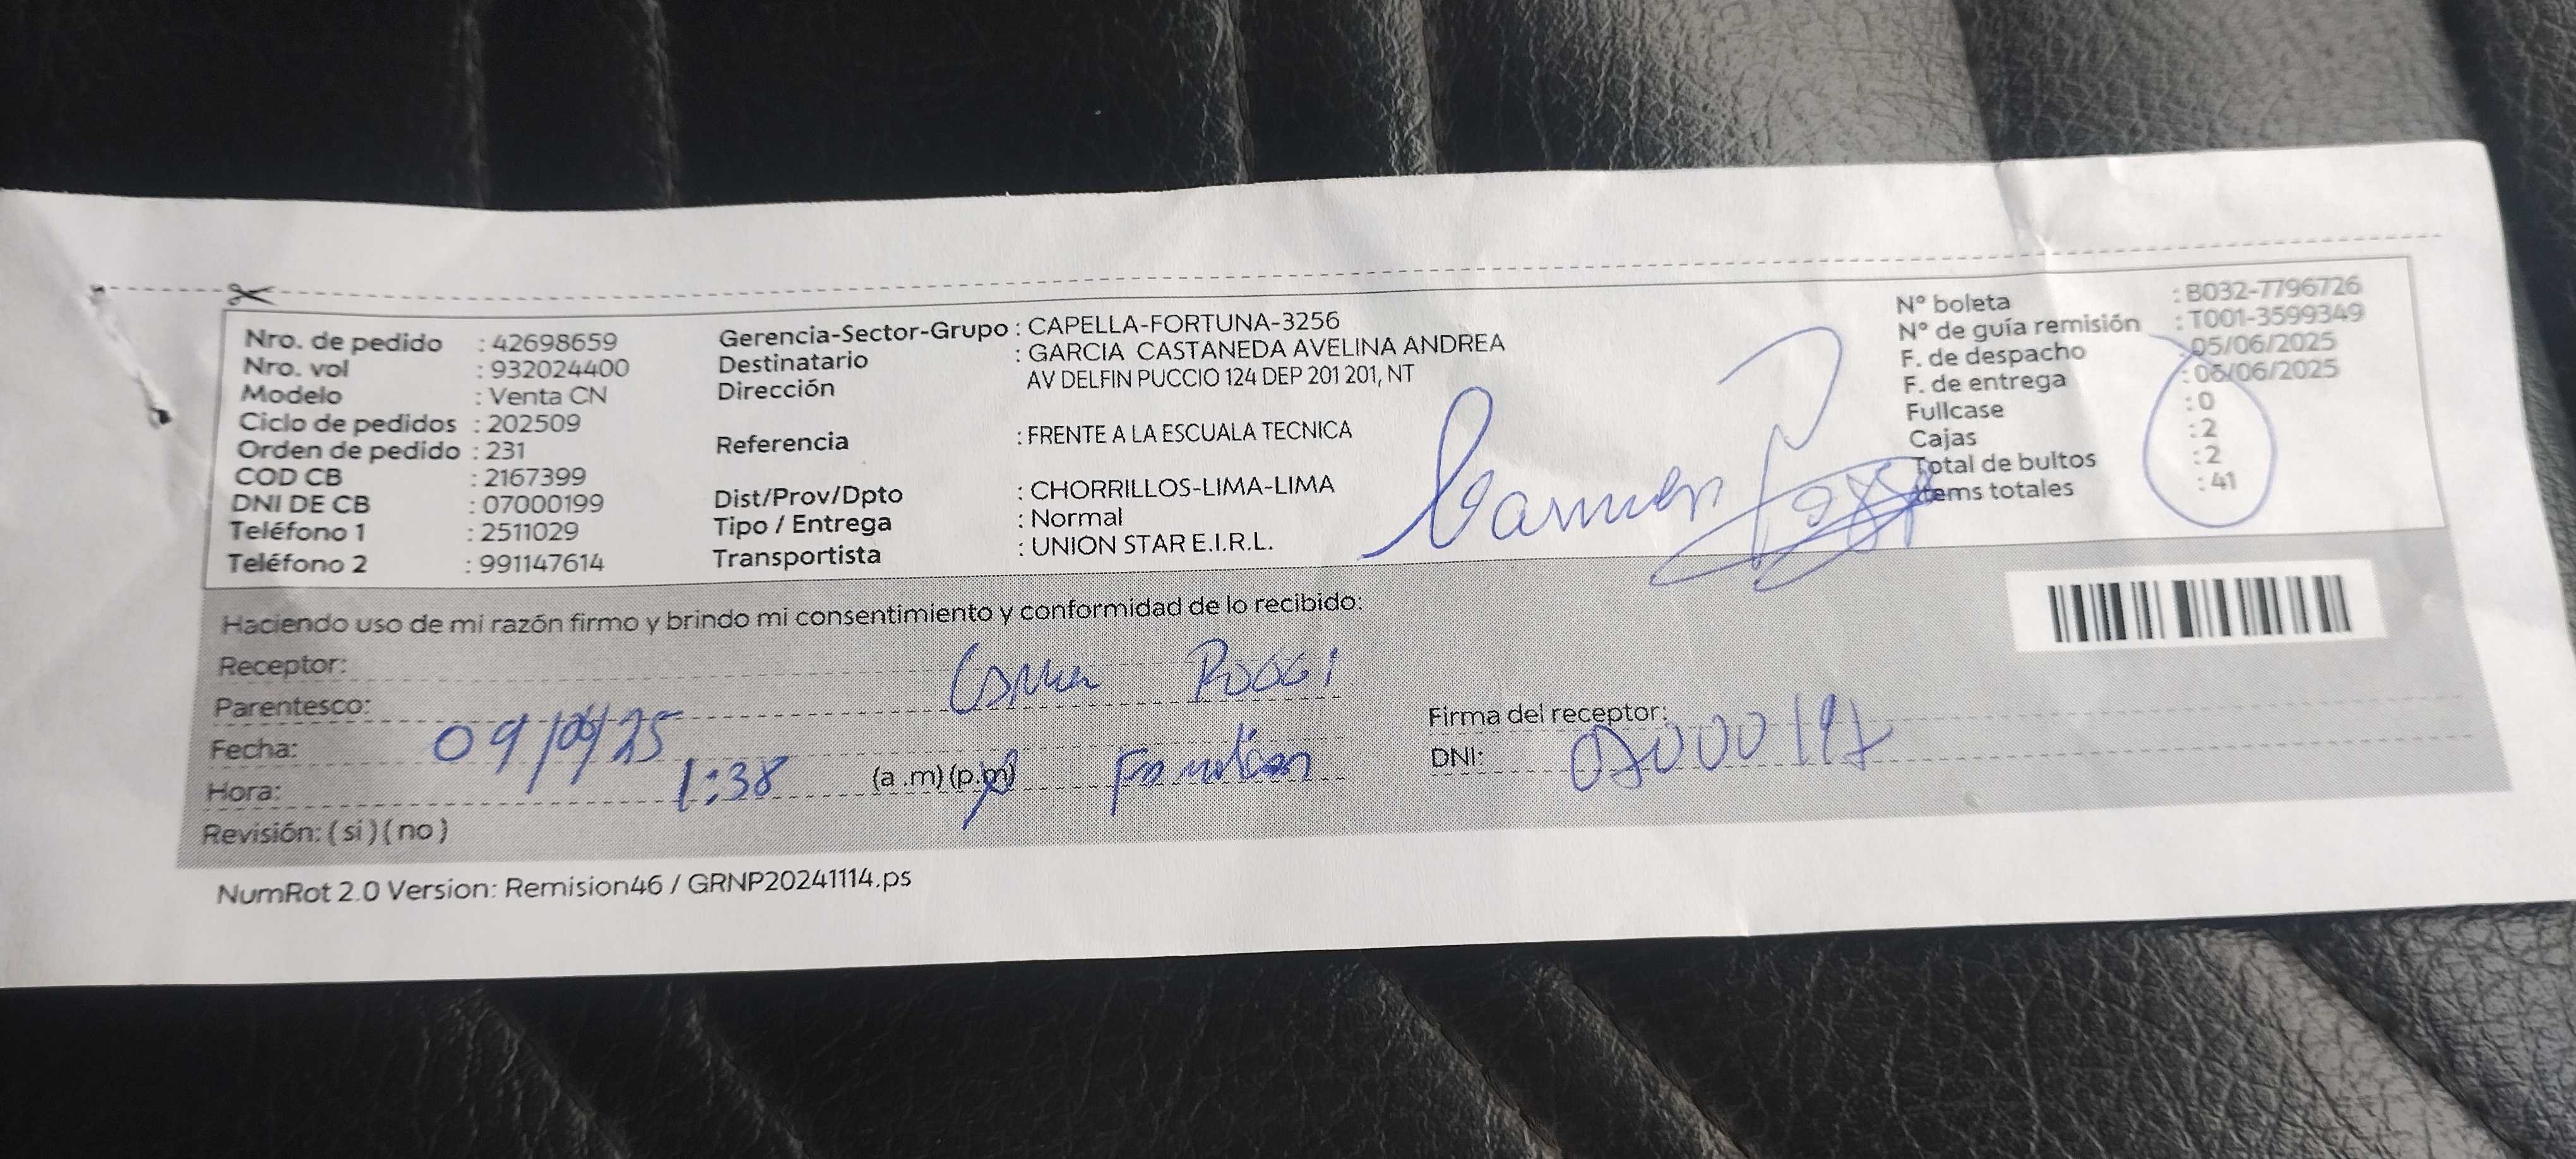 Nro. de pedido : 42698659
Nro. vol : 932024400
Modelo : Venta CN
Ciclo de pedidos : 202509
Orden de pedido : 231
COD CB : 2167399
DNI DE CB : 07000199
Teléfono 1 : 2511029
Teléfono 2 : 991147614
Gerencia-Sector-Grupo : CAPELLA-FORTUNA-3256
Destinatario : GARCIA CASTANEDA AVELINA ANDREA
Dirección AV DELFIN PUCCIO 124 DEP 201 201, NT
Referencia : FRENTE A LA ESCUALA TECNICA
Dist/Prov/Dpto : CHORRILLOS-LIMA-LIMA
Tipo / Entrega : Normal
Transportista : UNION STAR E.I.R.L.
N° boleta : B032-7796726
N° de guía remisión : T001-3599349
F. de despacho : 05/06/2025
F. de entrega : 06/06/2025
Fullcase : 0
Cajas : 2
Total de bultos : 2
Items totales : 41
Carmen
Haciendo uso de mi razón firmo y brindo mi consentimiento y conformidad de lo recibido:
Receptor: Carmen Poggi
Parentesco:
Fecha:
Hora: 1:38 (a .m) (p.m)
Revisión: ( si ) ( no )
Firma del receptor:
DNI:
NumRot 2.0 Version: Remision46 / GRNP20241114.ps